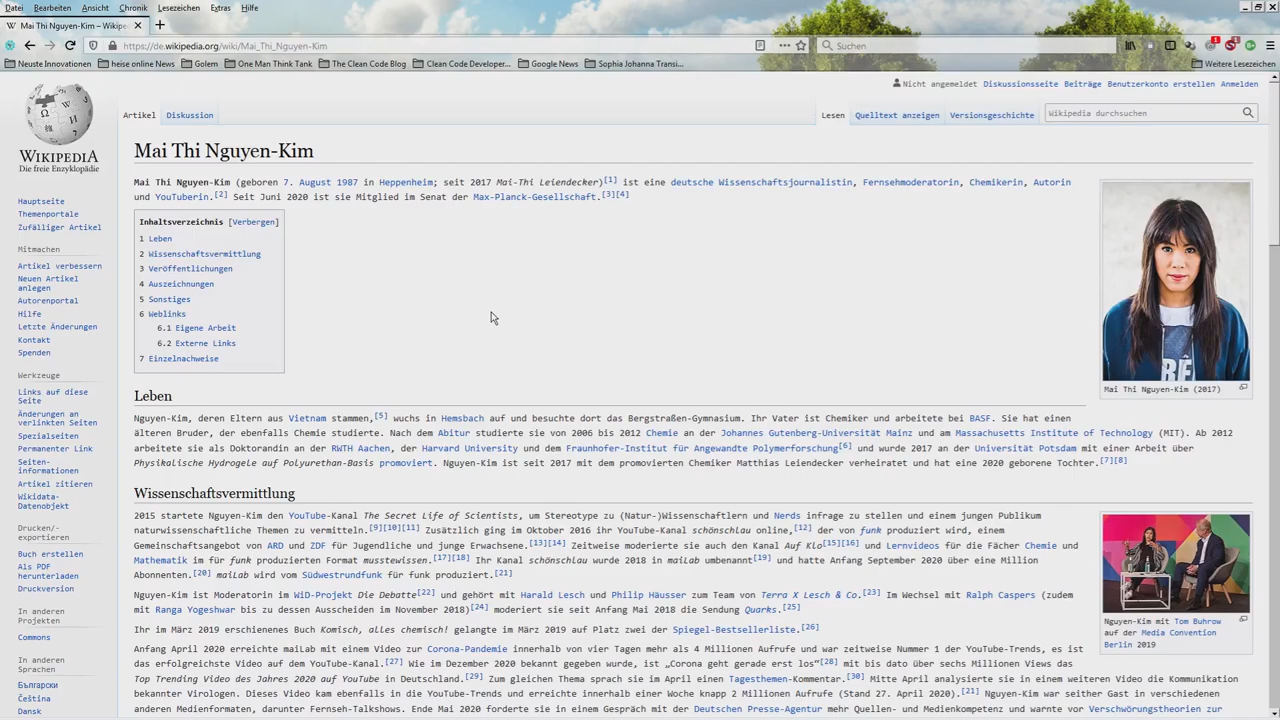 Datei Bearbeiten Ansicht Chronik Lesezeichen Extras Hilfe
Mai Thi Nguyen-Kim – Wikipe
https://de.wikipedia.org/wiki/Mai_Thi_Nguyen-Kim
Suchen
Neuste Innovationen heise online News Golem One Man Think Tank The Clean Code Blog Clean Code Developer... Google News Sophia Johanna Transi... Weitere Lesezeichen
Nicht angemeldet Diskussionsseite Beiträge Benutzerkonto erstellen Anmelden
Artikel Diskussion Lesen Quelltext anzeigen Versionsgeschichte Wikipedia durchsuchen
WIKIPEDIA
Die freie Enzyklopädie
Hauptseite
Themenportale
Zufälliger Artikel
Mitmachen
Artikel verbessern
Neuen Artikel
anlegen
Autorenportal
Hilfe
Letzte Änderungen
Kontakt
Spenden
Werkzeuge
Links auf diese
Seite
Änderungen an
verlinkten Seiten
Spezialseiten
Permanenter Link
Seiten-
informationen
Artikel zitieren
Wikidata-
Datenobjekt
Drucken/-
exportieren
Buch erstellen
Als PDF
herunterladen
Druckversion
In anderen
Projekten
Commons
In anderen
Sprachen
Български
Čeština
Dansk
Mai Thi Nguyen-Kim
Mai Thi Nguyen-Kim (geboren 7. August 1987 in Heppenheim; seit 2017 Mai-Thi Leiendecker)[1] ist eine deutsche Wissenschaftsjournalistin, Fernsehmoderatorin, Chemikerin, Autorin
und YouTuberin.[2] Seit Juni 2020 ist sie Mitglied im Senat der Max-Planck-Gesellschaft.[3][4]
Inhaltsverzeichnis [Verbergen]
1 Leben
2 Wissenschaftsvermittlung
3 Veröffentlichungen
4 Auszeichnungen
5 Sonstiges
6 Weblinks
6.1 Eigene Arbeit
6.2 Externe Links
7 Einzelnachweise
Mai Thi Nguyen-Kim (2017)
Leben
Nguyen-Kim, deren Eltern aus Vietnam stammen,[5] wuchs in Hemsbach auf und besuchte dort das Bergstraßen-Gymnasium. Ihr Vater ist Chemiker und arbeitete bei BASF. Sie hat einen
älteren Bruder, der ebenfalls Chemie studierte. Nach dem Abitur studierte sie von 2006 bis 2012 Chemie an der Johannes Gutenberg-Universität Mainz und am Massachusetts Institute of Technology (MIT). Ab 2012
arbeitete sie als Doktorandin an der RWTH Aachen, der Harvard University und dem Fraunhofer-Institut für Angewandte Polymerforschung[6] und wurde 2017 an der Universität Potsdam mit einer Arbeit über
Physikalische Hydrogele auf Polyurethan-Basis promoviert. Nguyen-Kim ist seit 2017 mit dem promovierten Chemiker Matthias Leiendecker verheiratet und hat eine 2020 geborene Tochter.[7][8]
Wissenschaftsvermittlung
2015 startete Nguyen-Kim den YouTube-Kanal The Secret Life of Scientists, um Stereotype zu (Natur-)Wissenschaftlern und Nerds infrage zu stellen und einem jungen Publikum
naturwissenschaftliche Themen zu vermitteln.[9][10][11] Zusätzlich ging im Oktober 2016 ihr YouTube-Kanal schönschlau online,[12] der von funk produziert wird, einem
Gemeinschaftsangebot von ARD und ZDF für Jugendliche und junge Erwachsene.[13][14] Zeitweise moderierte sie auch den Kanal Auf Klo[15][16] und Lernvideos für die Fächer Chemie und
Mathematik im für funk produzierten Format musstewissen.[17][18] Ihr Kanal schönschlau wurde 2018 in maiLab umbenannt[19] und hatte Anfang September 2020 über eine Million
Abonnenten.[20] maiLab wird vom Südwestrundfunk für funk produziert.[21]
Nguyen-Kim ist Moderatorin im WiD-Projekt Die Debatte[22] und gehört mit Harald Lesch und Philip Häusser zum Team von Terra X Lesch & Co.[23] Im Wechsel mit Ralph Caspers (zudem
mit Ranga Yogeshwar bis zu dessen Ausscheiden im November 2018)[24] moderiert sie seit Anfang Mai 2018 die Sendung Quarks.[25]
Ihr im März 2019 erschienenes Buch Komisch, alles chemisch! gelangte im März 2019 auf Platz zwei der Spiegel-Bestsellerliste.[26]
Anfang April 2020 erreichte maiLab mit einem Video zur Corona-Pandemie innerhalb von vier Tagen mehr als 4 Millionen Aufrufe und war zeitweise Nummer 1 der YouTube-Trends, es ist
das erfolgreichste Video auf dem YouTube-Kanal.[27] Wie im Dezember 2020 bekannt gegeben wurde, ist „Corona geht gerade erst los“[28] mit bis dato über sechs Millionen Views das
Top Trending Video des Jahres 2020 auf YouTube in Deutschland.[29] Zum gleichen Thema sprach sie im April einen Tagesthemen-Kommentar.[30] Mitte April analysierte sie in einem weiteren Video die Kommunikation
bekannter Virologen. Dieses Video kam ebenfalls in die YouTube-Trends und erreichte innerhalb einer Woche knapp 2 Millionen Aufrufe (Stand 27. April 2020).[21] Nguyen-Kim war seither Gast in verschiedenen
anderen Medienformaten, darunter Fernseh-Talkshows. Ende Mai 2020 forderte sie in einem Gespräch mit der Deutschen Presse-Agentur mehr Quellen- und Medienkompetenz und warnte vor Verschwörungstheorien zur
Nguyen-Kim mit Tom Buhrow
auf der Media Convention
Berlin 2019